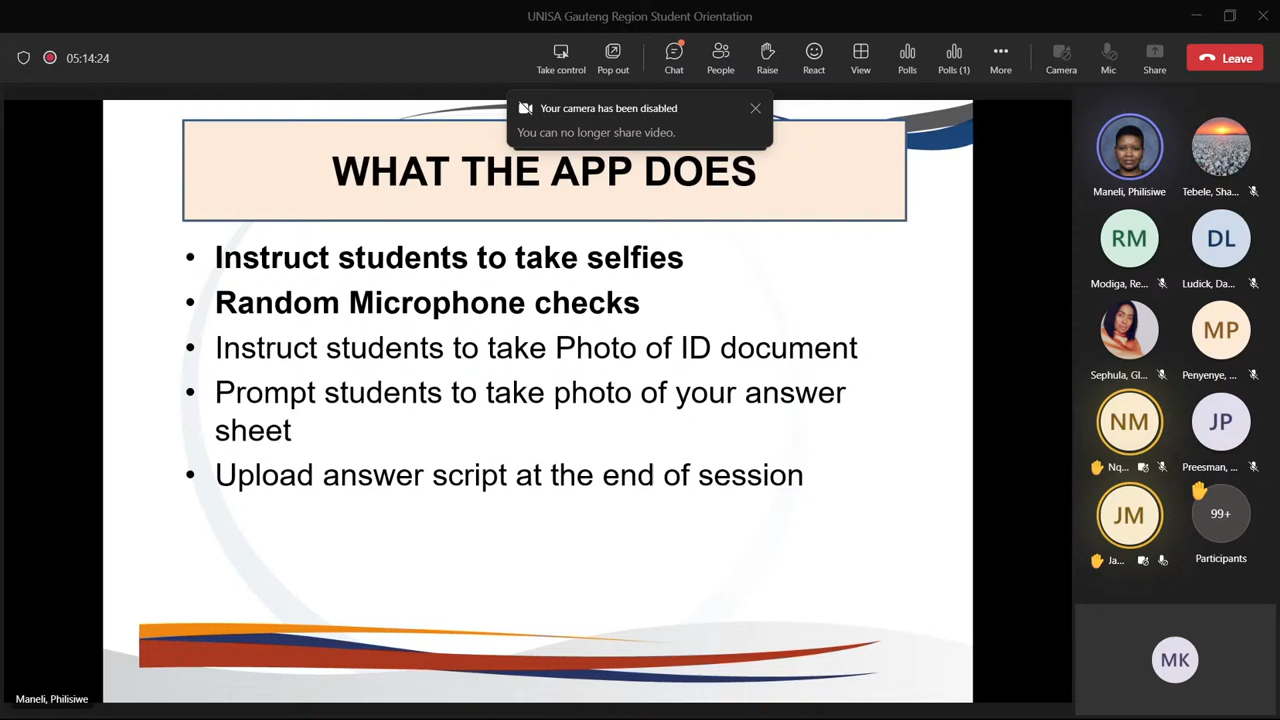 UNISA Gauteng Region Student Orientation
05:14:24
Take control
Pop out
Chat
People
Raise
React
View
Polls
Polls (1)
More
Camera
Mic
Share
Leave
Your camera has been disabled
You can no longer share video.
WHAT THE APP DOES
• Instruct students to take selfies
• Random Microphone checks
• Instruct students to take Photo of ID document
• Prompt students to take photo of your answer
sheet
• Upload answer script at the end of session
Maneli, Philisiwe
Tebele, Sha...
RM
DL
Modiga, Re...
Ludick, Da...
MP
Sephula, Gl...
Penyenye, ...
NM
JP
Nq...
Preesman, ...
JM
99+
Ja...
Participants
MK
Maneli, Philisiwe